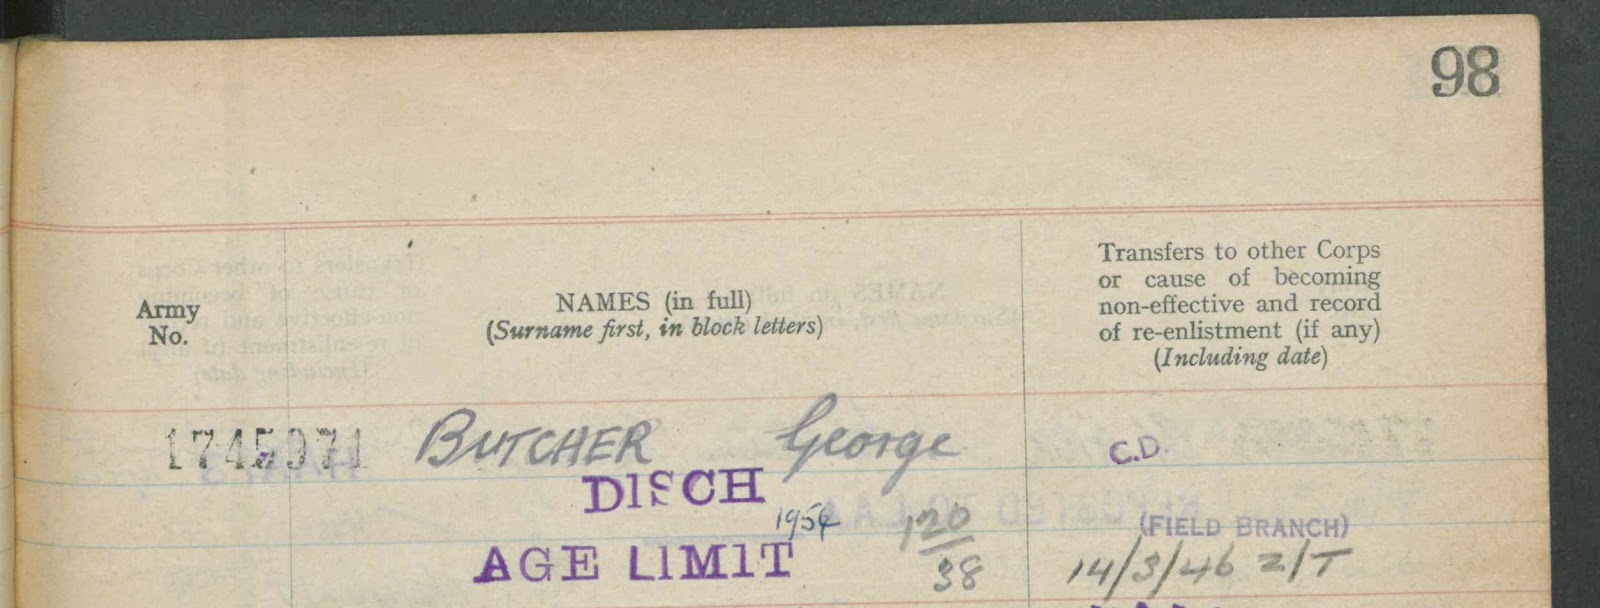 98
Army
No.
NAMES (in full)
(Surname first, in block letters)
Transfers to other Corps
or cause of becoming
non-effective and record
of re-enlistment (if any)
(Including date)
1745971 BUTCHER George C.D.
DISCH
1954 120 (FIELD BRANCH)
AGE LIMIT 38 14/3/46 Z/T